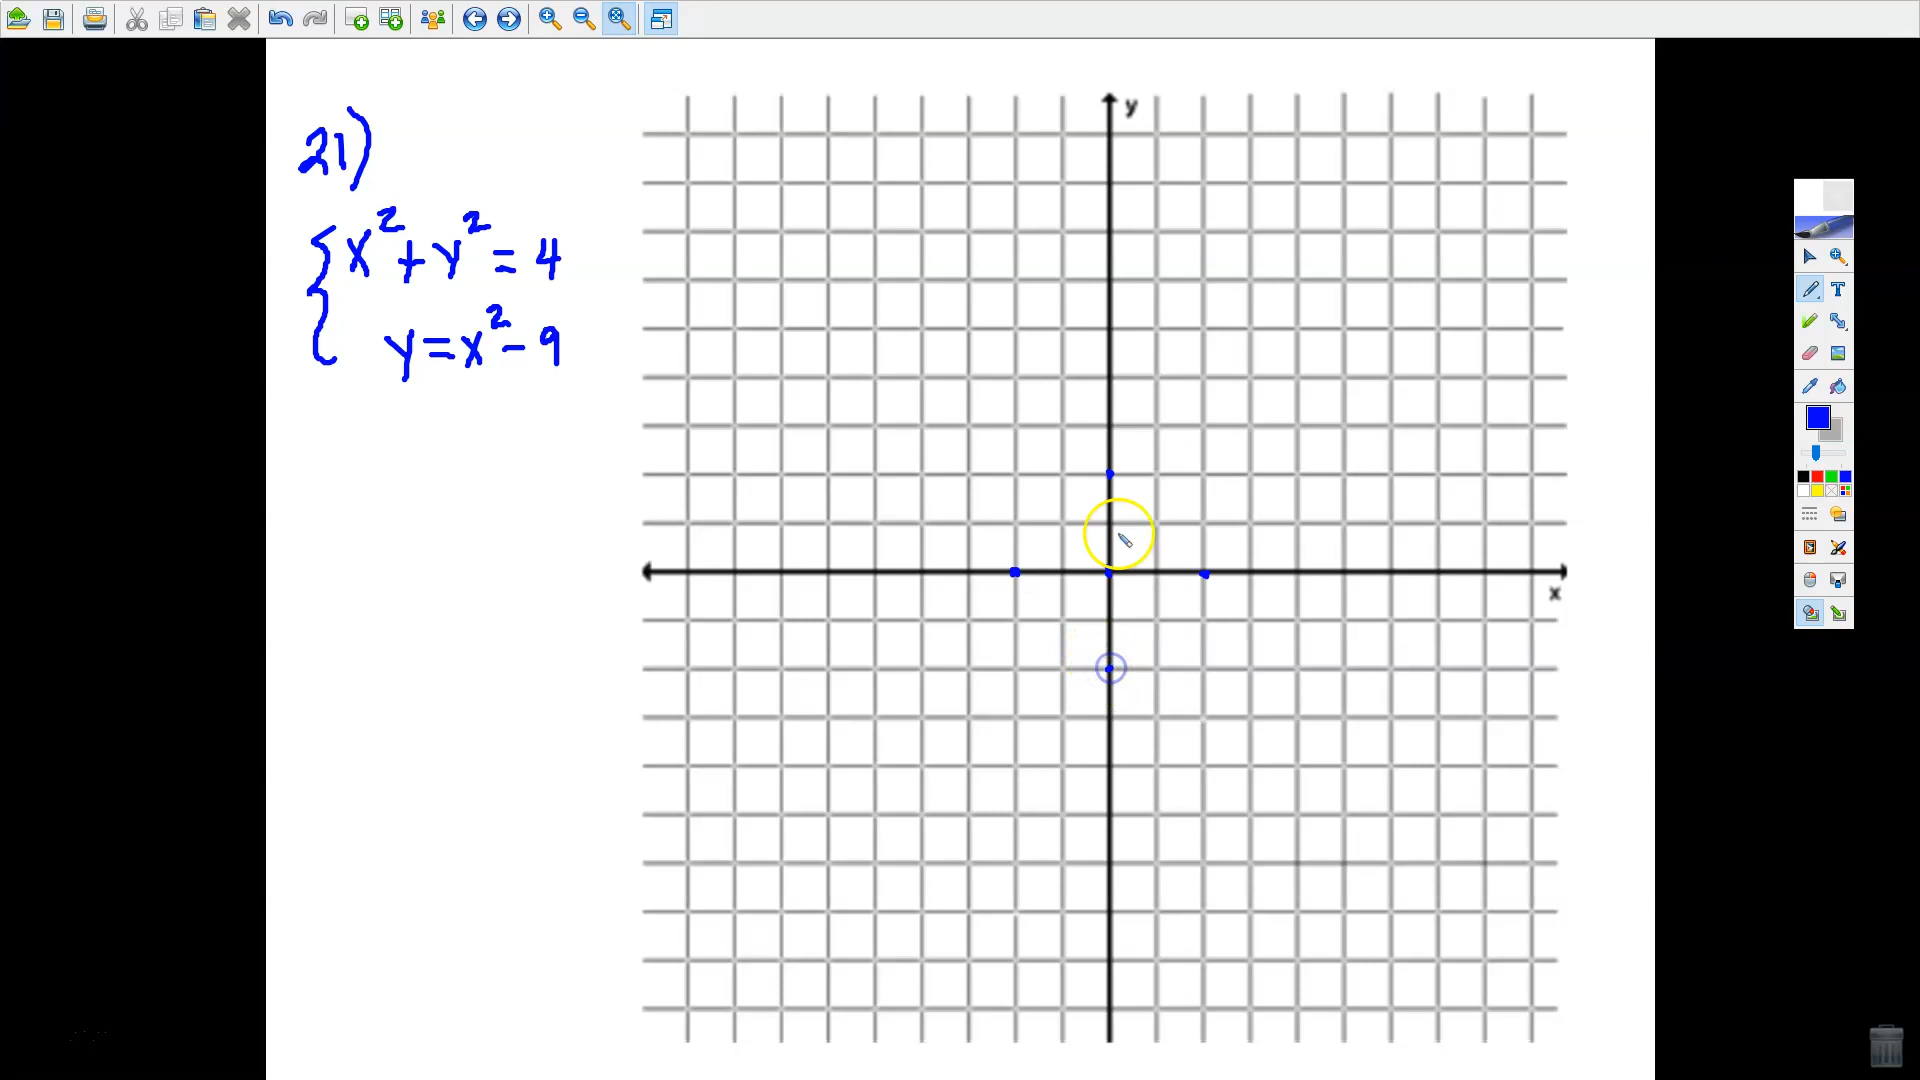 21)
x² + y² = 4
y = x² - 9
y
x
T